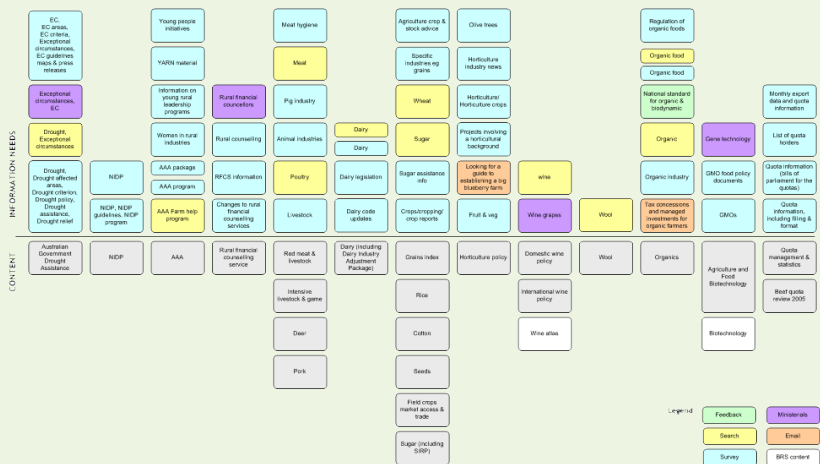 INFORMATION NEEDS
EC,
EC areas,
EC criteria,
Exceptional
circumstances,
EC guidelines
maps & press
releases
Exceptional
circumstances,
EC
Drought,
Exceptional
circumstances
Drought,
Drought affected
areas,
Drought criterion,
Drought policy,
Drought
assistance,
Drought relief
NIDP
NIDP, NIDP
guidelines, NIDP
program
Young people
initiatives
YARN material
Information on
young rural
leadership
programs
Women in rural
industries
AAA package
AAA program
AAA Farm help
program
Rural financial
councellors
Rural counselling
RFCS information
Changes to rural
financial
counselling
services
Meat hygiene
Meat
Pig Industry
Animal industries
Poultry
Livestock
Dairy
Dairy
Dairy legislation
Dairy code
updates
Agriculture crop &
stock advice
Specific
industries eg
grains
Wheat
Sugar
Sugar assistance
info
Crops/cropping/
crop reports
Olive trees
Horticulture
industry news
Horticulture/
Horticulture crops
Projects involving
a horticultural
background
Looking for a
guide to
establishing a big
blueberry farm
Fruit & veg
wine
Wine grapes
Wool
Regulation of
organic foods
Organic food
Organic food
National standard
for organic &
biodynamic
Organic
Organic industry
Tax concessions
and managed
investments for
organic farmers
Gene technology
GMO food policy
documents
GMOs
Monthly export
data and quota
information
List of quota
holders
Quota information
(bills of
parliament for the
quotas)
Quota
information,
including filling &
format
CONTENT
Australian
Government
Drought
Assistance
NIDP
AAA
Rural financial
counselling
service
Red meat &
livestock
Intensive
livestock & game
Deer
Pork
Dairy (including
Dairy Industry
Adjustment
Package)
Grains index
Rice
Cotton
Seeds
Field crops
market access &
trade
Sugar (including
SIRP)
Horticulture policy
Domestic wine
policy
International wine
policy
Wine atlas
Wool
Organics
Agriculture and
Food
Biotechnology
Biotechnology
Quota
management &
statistics
Beef quota
review 2005
Legend
Feedback
Ministerials
Search
Email
Survey
BRS content